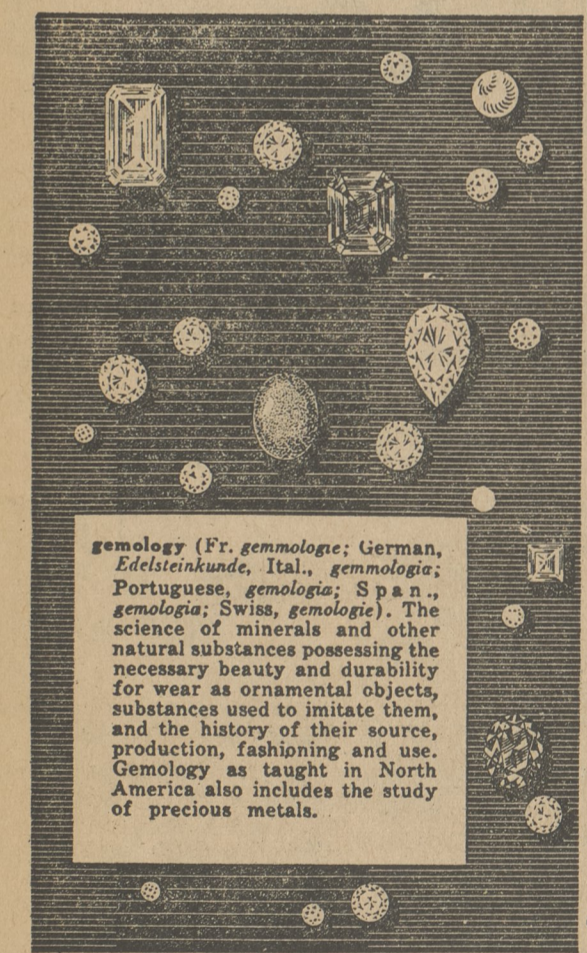 gemology (Fr. gemmologie; German,
Edelsteinkunde, Ital., gemmologia;
Portuguese, gemologia; Span.,
gemologia; Swiss, gemologie). The
science of minerals and other
natural substances possessing the
necessary beauty and durability
for wear as ornamental objects,
substances used to imitate them,
and the history of their source,
production, fashioning and use.
Gemology as taught in North
America also includes the study
of precious metals.